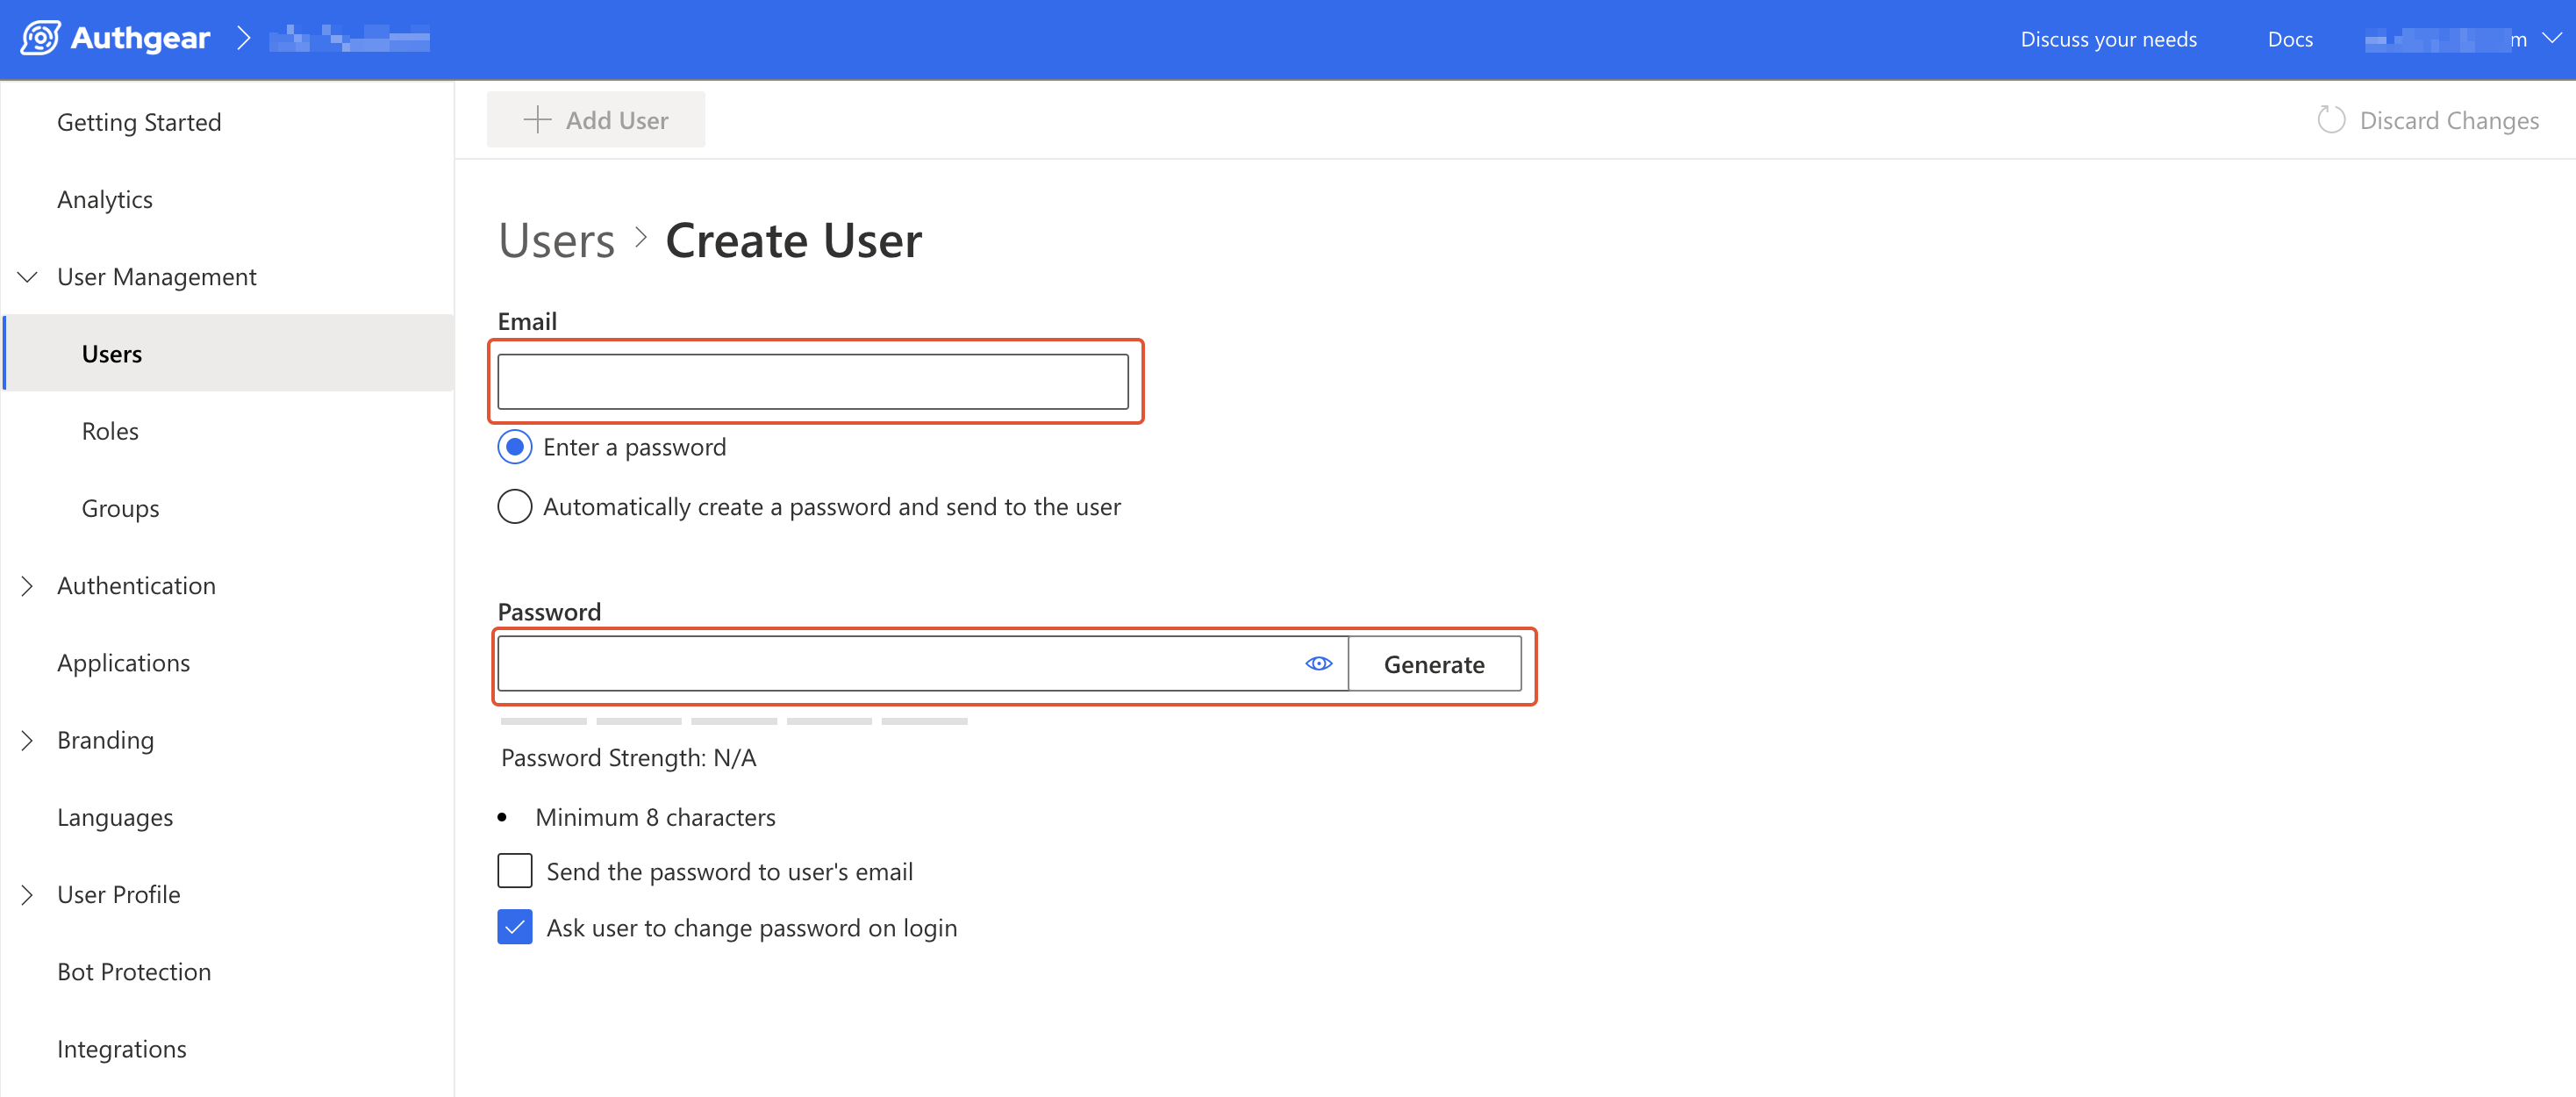 Authgear
Discuss your needs
Docs
m
Getting Started
Analytics
User Management
Users
Roles
Groups
Authentication
Applications
Branding
Languages
User Profile
Bot Protection
Integrations
Add User
Discard Changes
Users > Create User
Email
Enter a password
Automatically create a password and send to the user
Password
Generate
Password Strength: N/A
• Minimum 8 characters
Send the password to user's email
Ask user to change password on login